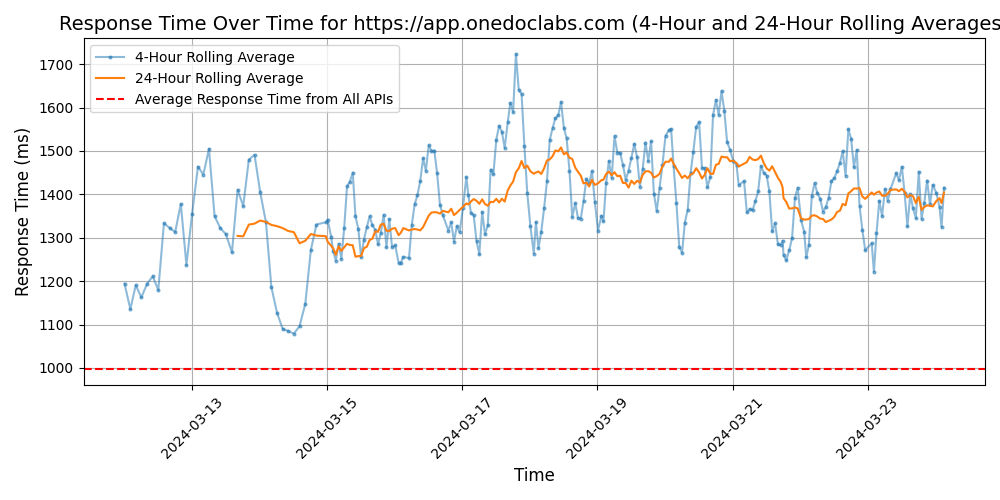 Response Time Over Time for https://app.onedoclabs.com (4-Hour and 24-Hour Rolling Averages
4-Hour Rolling Average
24-Hour Rolling Average
Average Response Time from All APIs
Response Time (ms)
1700
1600
1500
1400
1300
1200
1100
1000
2024-03-13
2024-03-15
2024-03-17
2024-03-19
2024-03-21
2024-03-23
Time